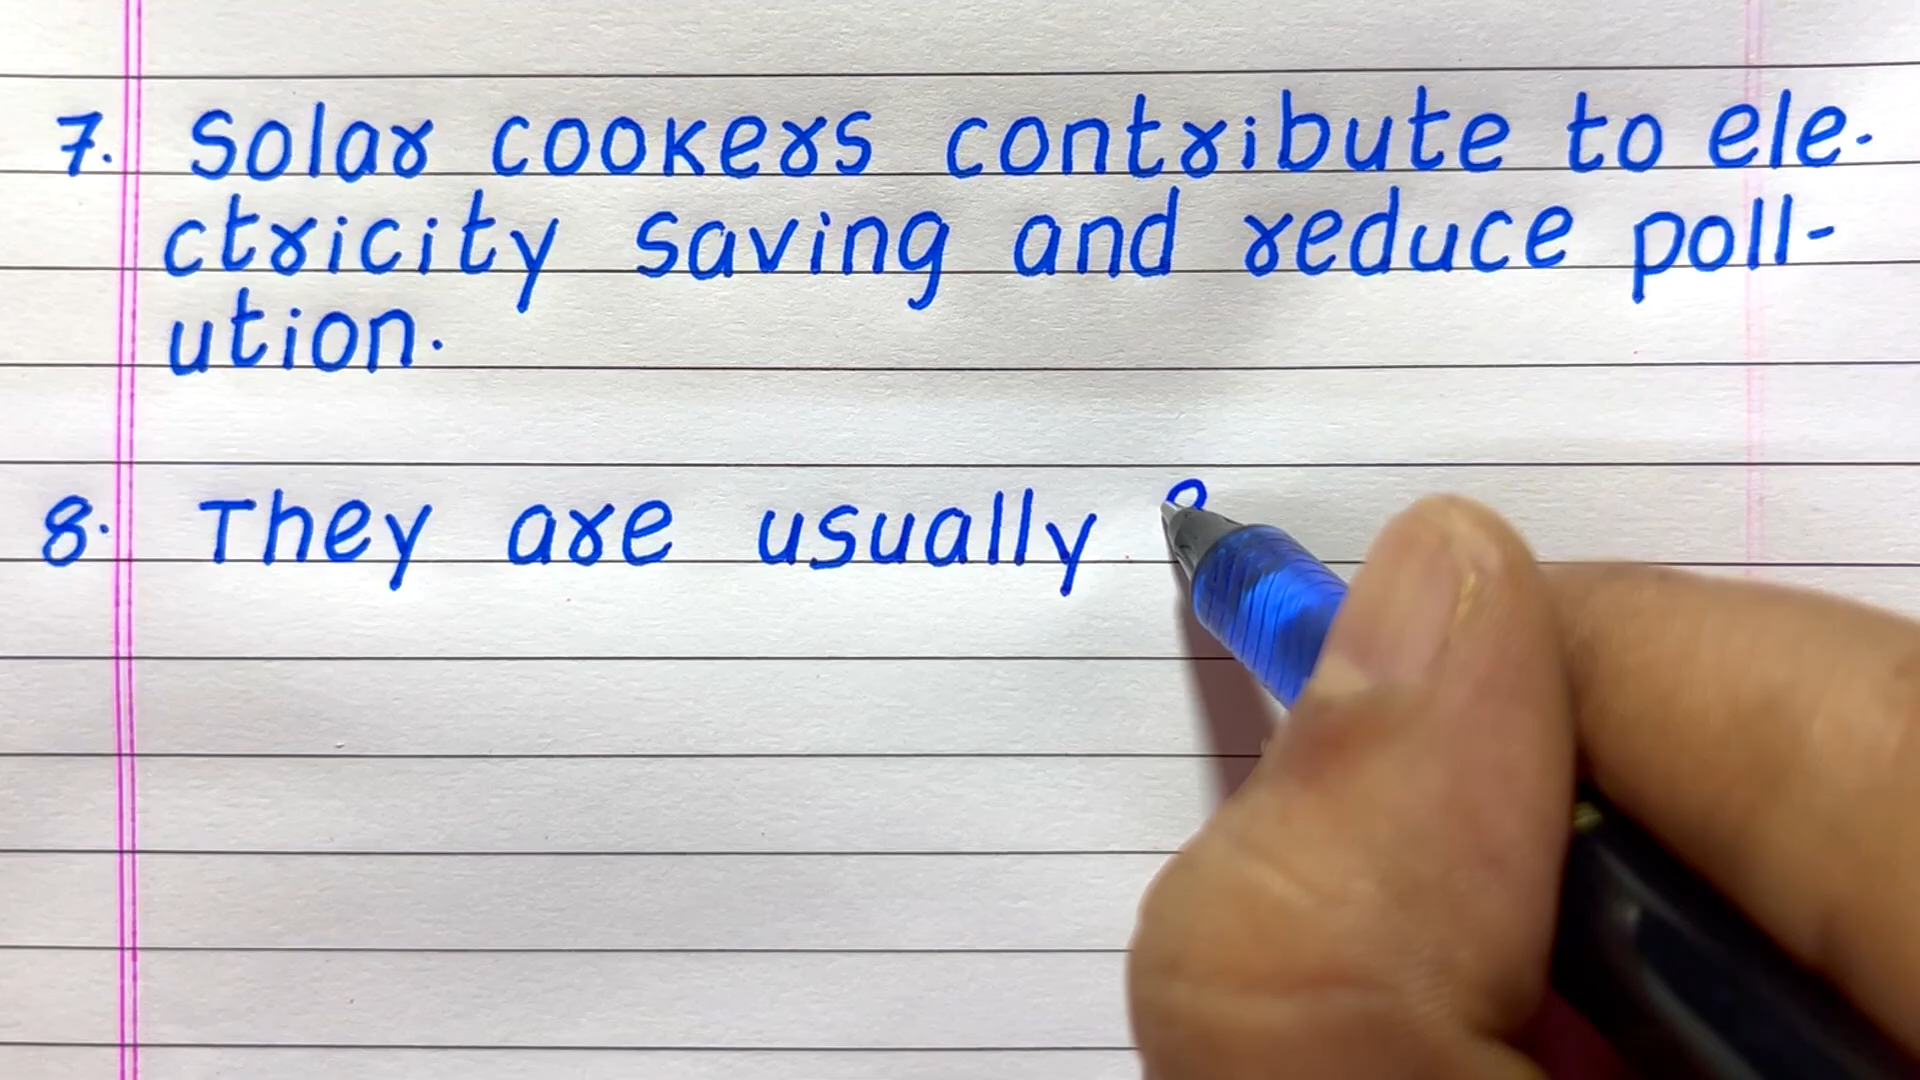 7. Solar cookers contribute to ele-
ctricity saving and reduce poll-
ution.
8. They are usually